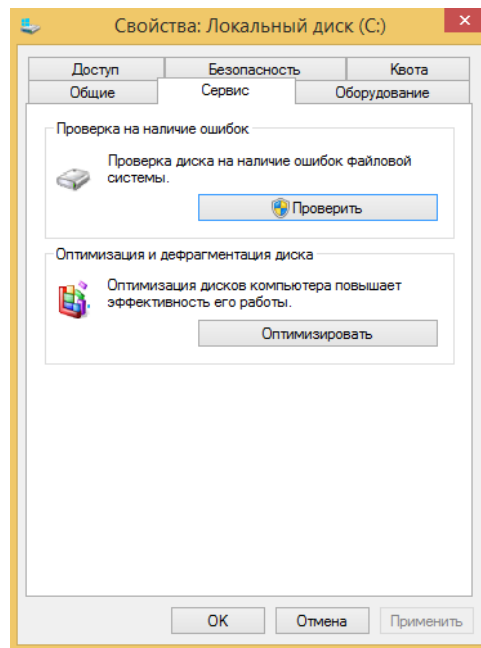 Свойства: Локальный диск (C:)
Доступ
Безопасность
Квота
Общие
Сервис
Оборудование
Проверка на наличие ошибок
Проверка диска на наличие ошибок файловой
системы.
Проверить
Оптимизация и дефрагментация диска
Оптимизация дисков компьютера повышает
эффективность его работы.
Оптимизировать
OK
Отмена
Применить